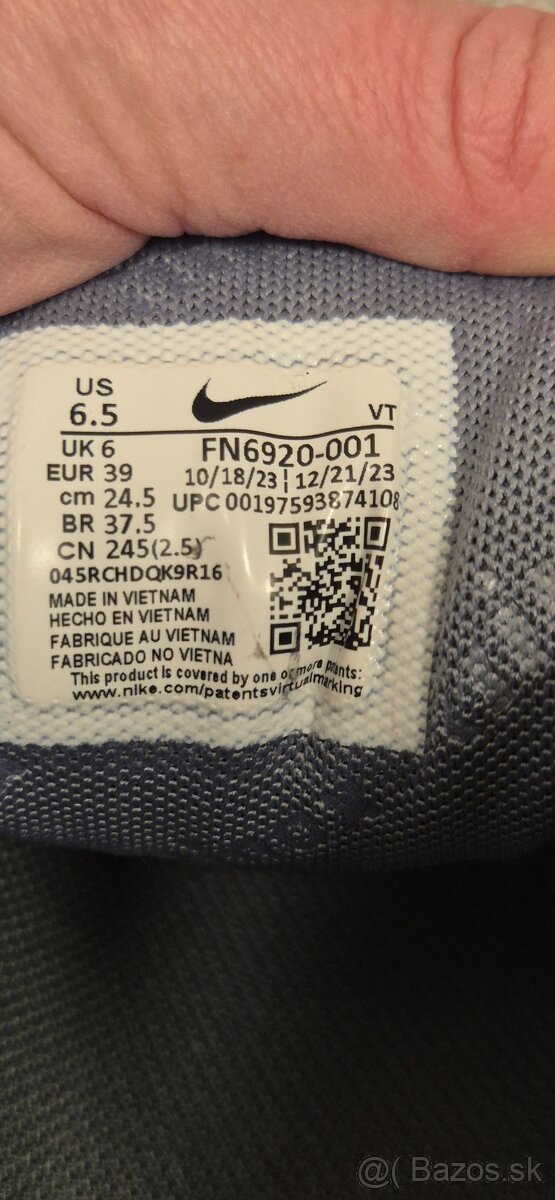 US
6.5
VT
UK 6
FN6920-001
EUR 39
10/18/23 | 12/21/23
cm 24.5
UPC 00197593874108
BR 37.5
CN 245(2.5)
045RCHDQK9R16
MADE IN VIETNAM
HECHO EN VIETNAM
FABRIQUE AU VIETNAM
FABRICADO NO VIETNA
This product is covered by one or more patents:
www.nike.com/patentsvirtualmarking
@( Bazos.sk